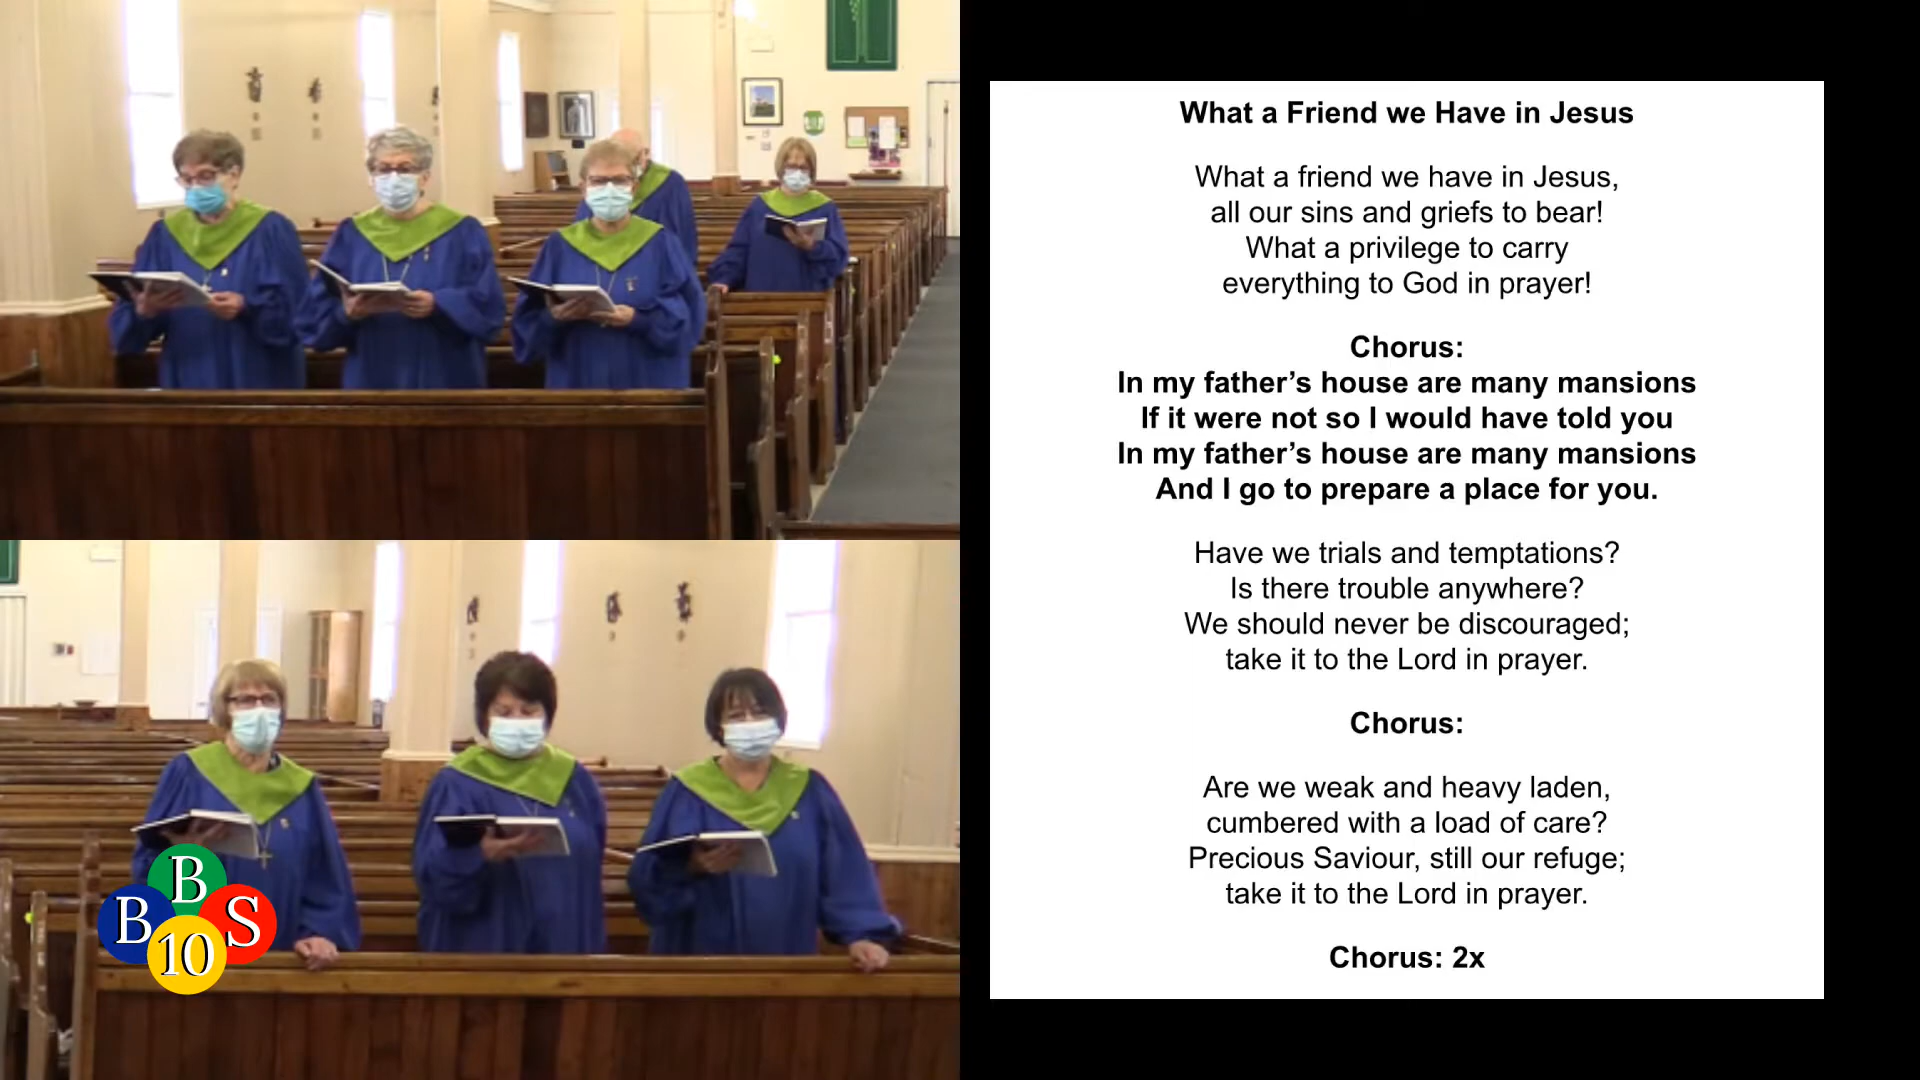 What a Friend we Have in Jesus
What a friend we have in Jesus,
all our sins and griefs to bear!
What a privilege to carry
everything to God in prayer!
Chorus:
In my father’s house are many mansions
If it were not so I would have told you
In my father’s house are many mansions
And I go to prepare a place for you.
Have we trials and temptations?
Is there trouble anywhere?
We should never be discouraged;
take it to the Lord in prayer.
Chorus:
Are we weak and heavy laden,
cumbered with a load of care?
Precious Saviour, still our refuge;
take it to the Lord in prayer.
Chorus: 2x
B
B S
10